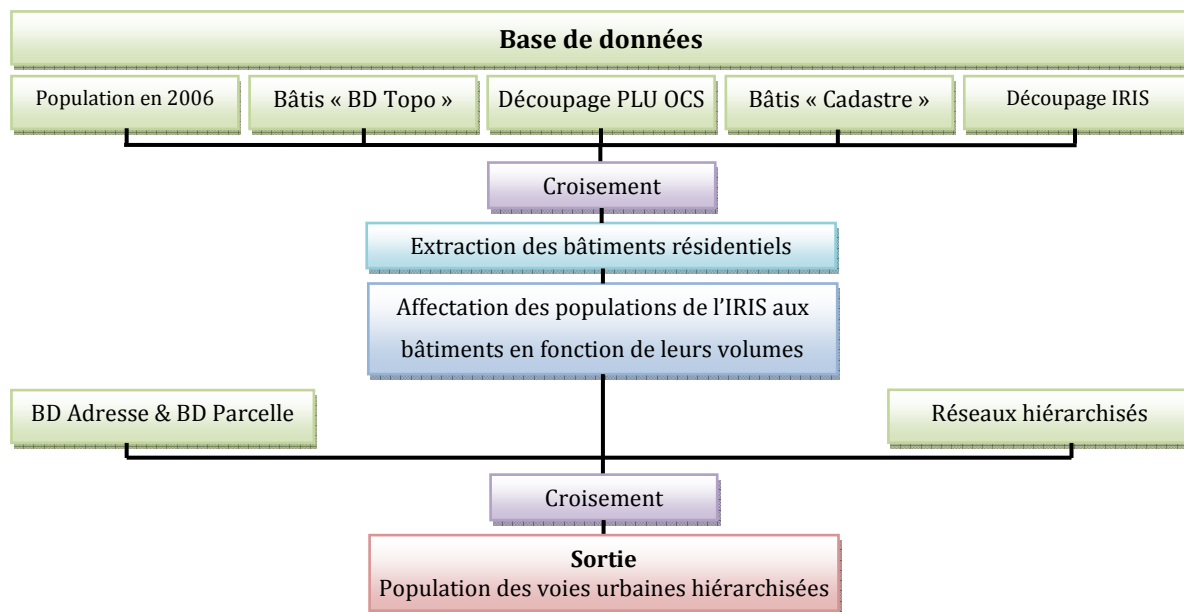 Base de données
Population en 2006
Bâtis « BD Topo »
Découpage PLU OCS
Bâtis « Cadastre »
Découpage IRIS
Croisement
Extraction des bâtiments résidentiels
Affectation des populations de l’IRIS aux
bâtiments en fonction de leurs volumes
BD Adresse & BD Parcelle
Réseaux hiérarchisés
Croisement
Sortie
Population des voies urbaines hiérarchisées